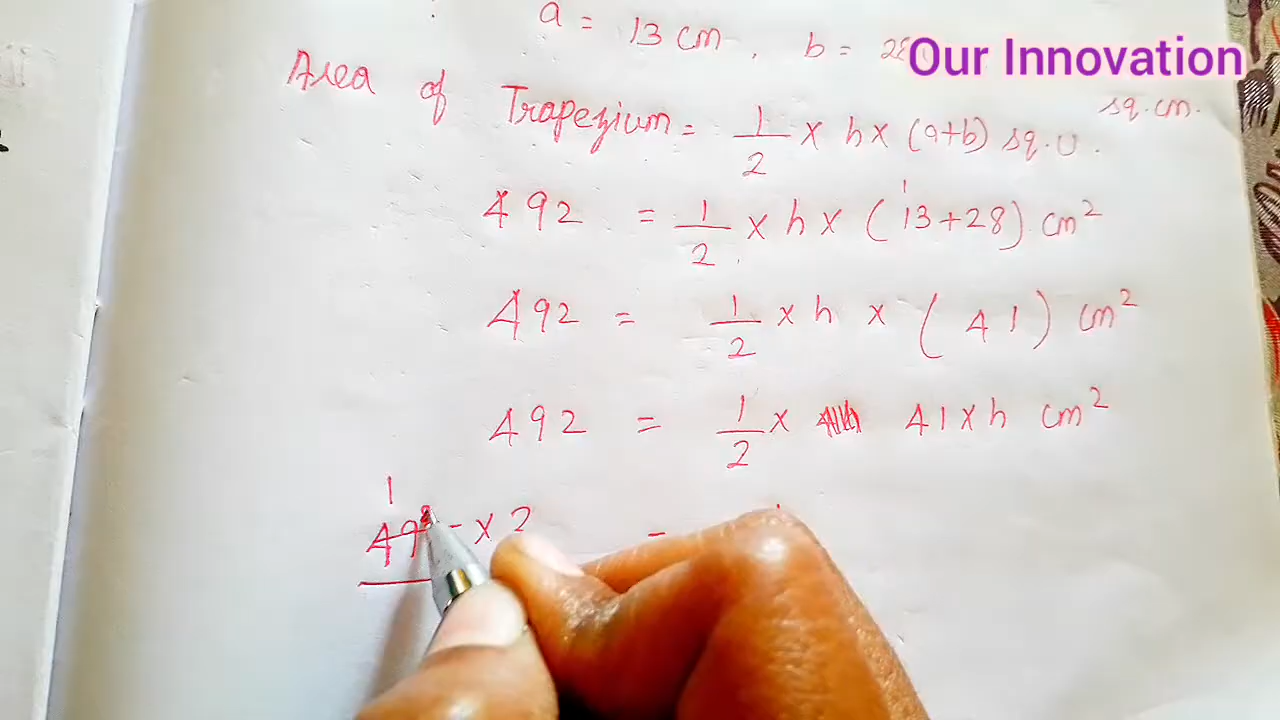 a = 13 cm, b = 28
Our Innovation
sq.cm.
Area of Trapezium = 1/2 × h × (a+b) sq.u.
492 = 1/2 × h × (13+28) cm²
492 = 1/2 × h × (41) cm²
492 = 1/2 × 41 × h cm²
492 × 2 =